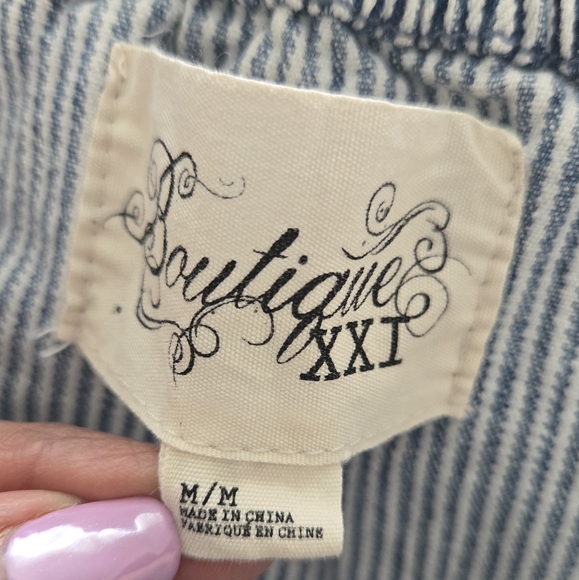 Boutique
XXI
M/M
MADE IN CHINA
FABRIQUÉ EN CHINE